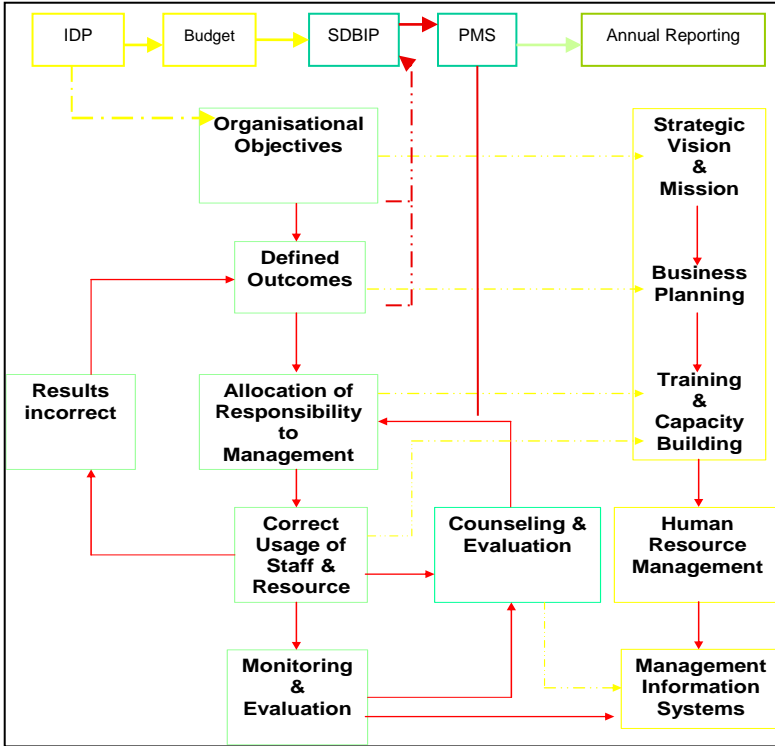 IDP
Budget
SDBIP
PMS
Annual Reporting
Organisational
Objectives
Strategic
Vision
&
Mission
Defined
Outcomes
Business
Planning
Results
incorrect
Allocation of
Responsibility
to
Management
Training
&
Capacity
Building
Correct
Usage of
Staff &
Resource
Counseling &
Evaluation
Human
Resource
Management
Monitoring
&
Evaluation
Management
Information
Systems